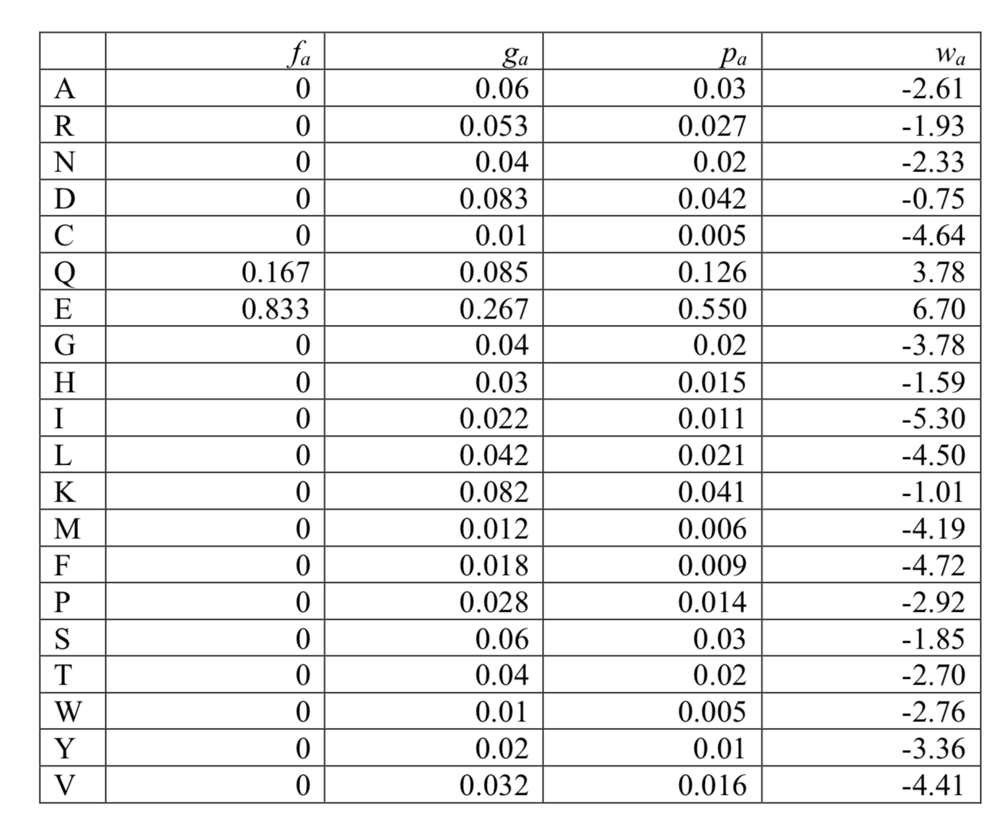 fa ga pa wa
A 0 0.06 0.03 -2.61
R 0 0.053 0.027 -1.93
N 0 0.04 0.02 -2.33
D 0 0.083 0.042 -0.75
C 0 0.01 0.005 -4.64
Q 0.167 0.085 0.126 3.78
E 0.833 0.267 0.550 6.70
G 0 0.04 0.02 -3.78
H 0 0.03 0.015 -1.59
I 0 0.022 0.011 -5.30
L 0 0.042 0.021 -4.50
K 0 0.082 0.041 -1.01
M 0 0.012 0.006 -4.19
F 0 0.018 0.009 -4.72
P 0 0.028 0.014 -2.92
S 0 0.06 0.03 -1.85
T 0 0.04 0.02 -2.70
W 0 0.01 0.005 -2.76
Y 0 0.02 0.01 -3.36
V 0 0.032 0.016 -4.41